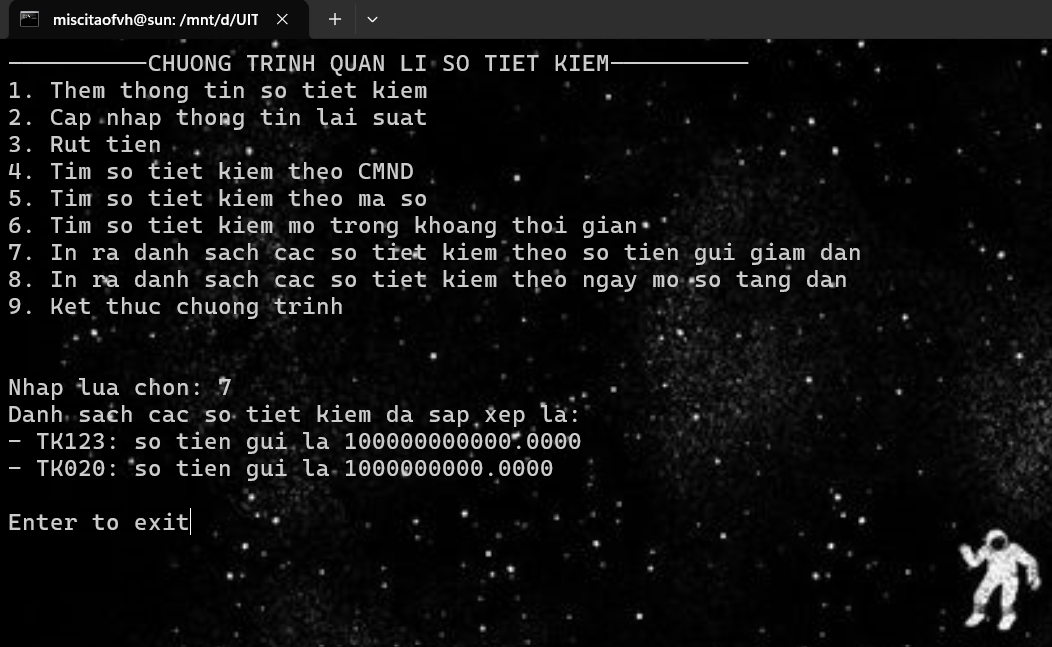 miscitaofvh@sun: /mnt/d/UIT
──────────CHUONG TRINH QUAN LI SO TIET KIEM──────────
1. Them thong tin so tiet kiem
2. Cap nhap thong tin lai suat
3. Rut tien
4. Tim so tiet kiem theo CMND
5. Tim so tiet kiem theo ma so
6. Tim so tiet kiem mo trong khoang thoi gian
7. In ra danh sach cac so tiet kiem theo so tien gui giam dan
8. In ra danh sach cac so tiet kiem theo ngay mo so tang dan
9. Ket thuc chuong trinh
Nhap lua chon: 7
Danh sach cac so tiet kiem da sap xep la:
- TK123: so tien gui la 100000000000.0000
- TK020: so tien gui la 1000000000.0000
Enter to exit